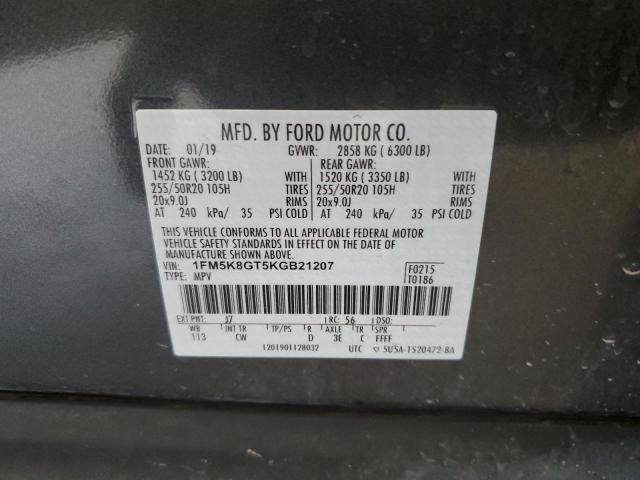 MFD. BY FORD MOTOR CO.
DATE: 01/19 GVWR: 2858 KG ( 6300 LB)
FRONT GAWR: REAR GAWR:
1452 KG ( 3200 LB) WITH 1520 KG ( 3350 LB) WITH
255/50R20 105H TIRES 255/50R20 105H TIRES
20x9.0J RIMS 20x9.0J RIMS
AT 240 kPa/ 35 PSI COLD AT 240 kPa/ 35 PSI COLD
THIS VEHICLE CONFORMS TO ALL APPLICABLE FEDERAL MOTOR
VEHICLE SAFETY STANDARDS IN EFFECT ON THE DATE OF
MANUFACTURE SHOWN ABOVE.
VIN: 1FM5K8GT5KGB21207 F0215
TYPE: MPV T0186
EXT PNT: J7 RC: 56 DSO:
WB INT TR TP/PS R AXLE TR SPR
113 CW D 3E C FFFF
1201901128032 UTC 5U5A-1520472-BA